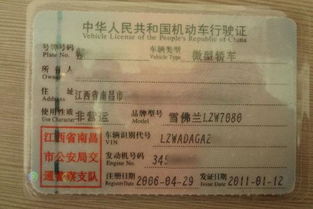 中华人民共和国机动车行驶证
Vehicle License of the People's Republic of China
号牌号码 车辆类型 微型轿车
Plate No. Vehicle Type
所有人
Owner
住址 江西省南昌市
Address
使用性质 非营运 品牌型号 雪佛兰LZW7080
Use Character
江西省南昌市公安局交通警察支队
车辆识别代号 LZWADAGA2
VIN
发动机号码 345
注册日期 2006-04-29 发证日期 2011-01-12
Register Date Issue Date